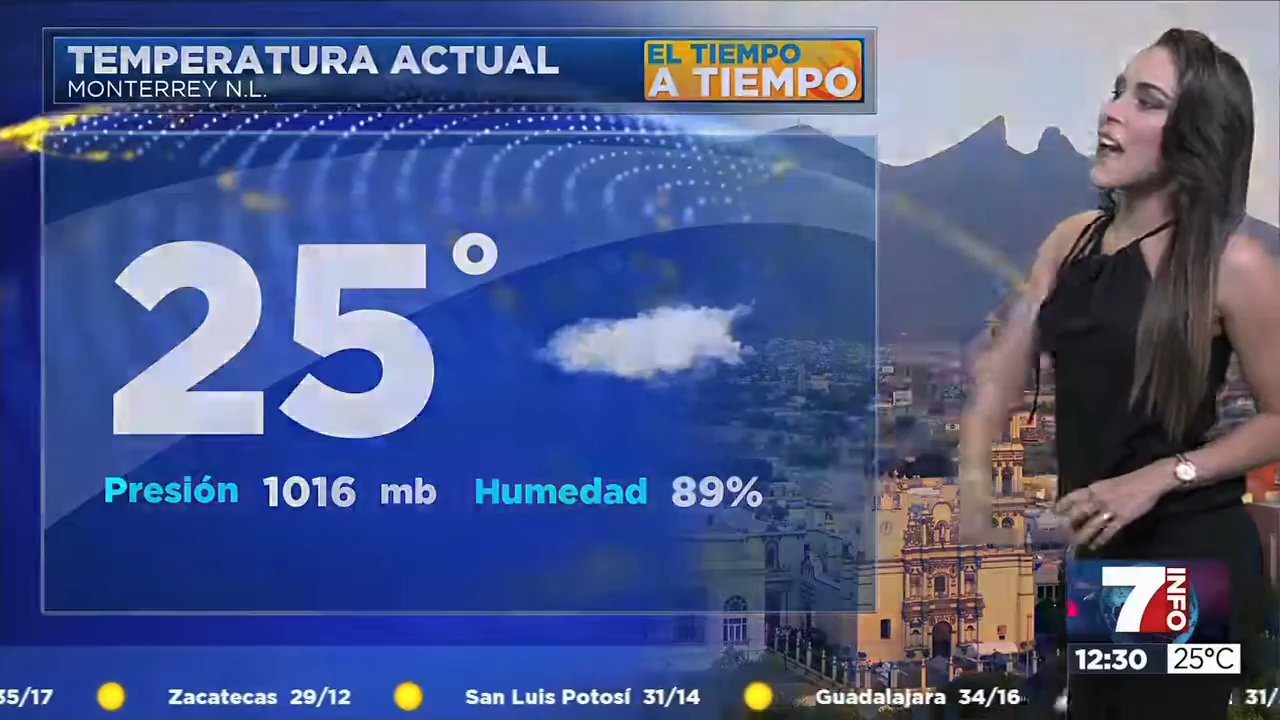 TEMPERATURA ACTUAL
MONTERREY N.L.
EL TIEMPO
A TIEMPO
25°
Presión 1016 mb Humedad 89%
7 INFO
12:30 25°C
35/17 Zacatecas 29/12 San Luis Potosí 31/14 Guadalajara 34/16 31/